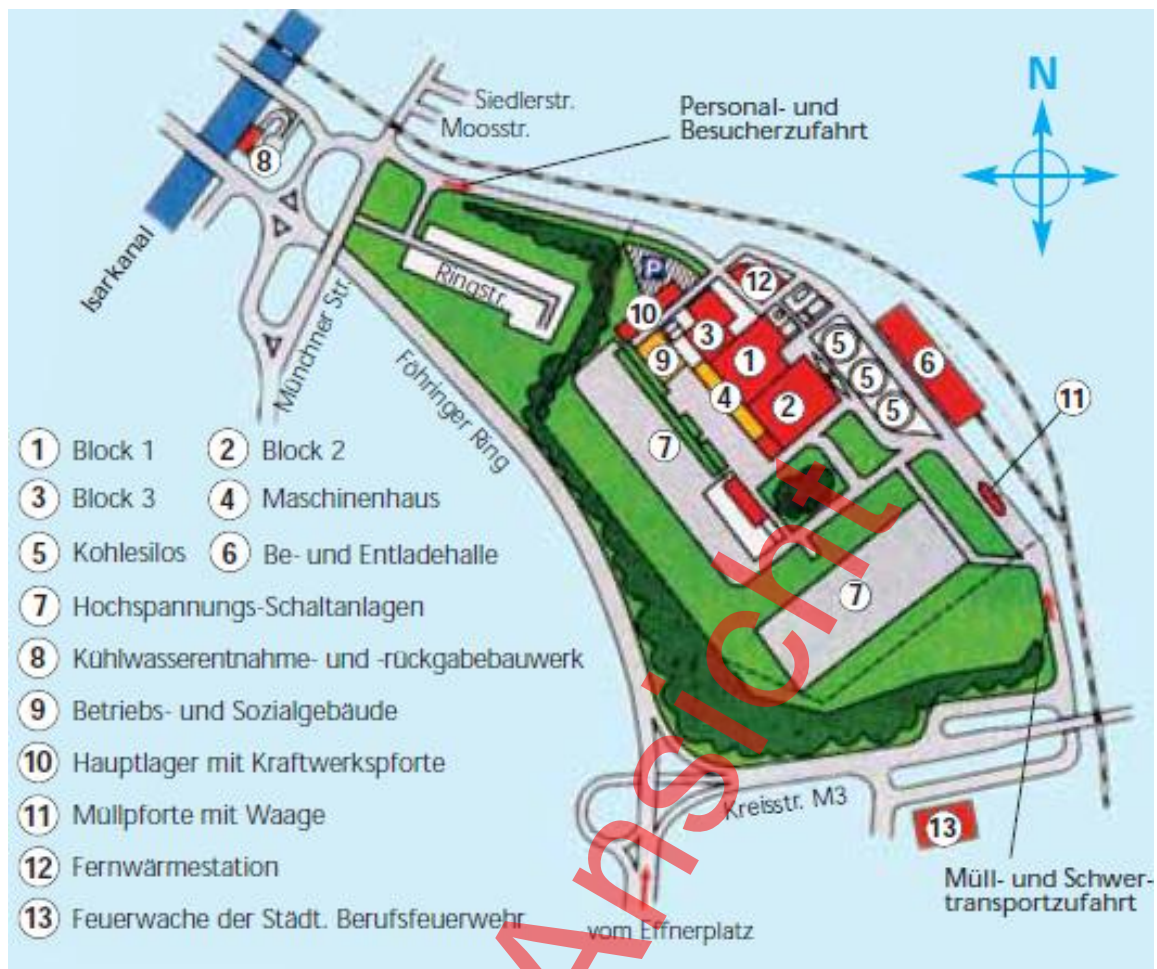 N
Siedlerstr.
Moosstr.
Personal- und
Besucherzufahrt
8
Isarkanal
Münchner Str.
Ringstr.
Föhringer Ring
P
12
10
3
9
1
4
2
5
5
5
6
11
7
7
1 Block 1
2 Block 2
3 Block 3
4 Maschinenhaus
5 Kohlesilos
6 Be- und Entladehalle
7 Hochspannungs-Schaltanlagen
8 Kühlwasserentnahme- und -rückgabebauwerk
9 Betriebs- und Sozialgebäude
10 Hauptlager mit Kraftwerkspforte
11 Müllpforte mit Waage
12 Fernwärmestation
13 Feuerwache der Städt. Berufsfeuerwehr
Kreisstr. M3
13
vom Effnerplatz
Müll- und Schwer-
transportzufahrt
Ansicht